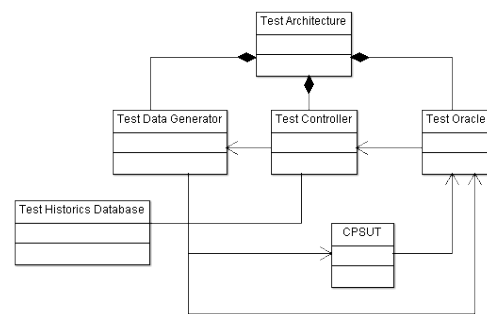 Test Architecture
Test Data Generator
Test Controller
Test Oracle
Test Historics Database
CPSUT